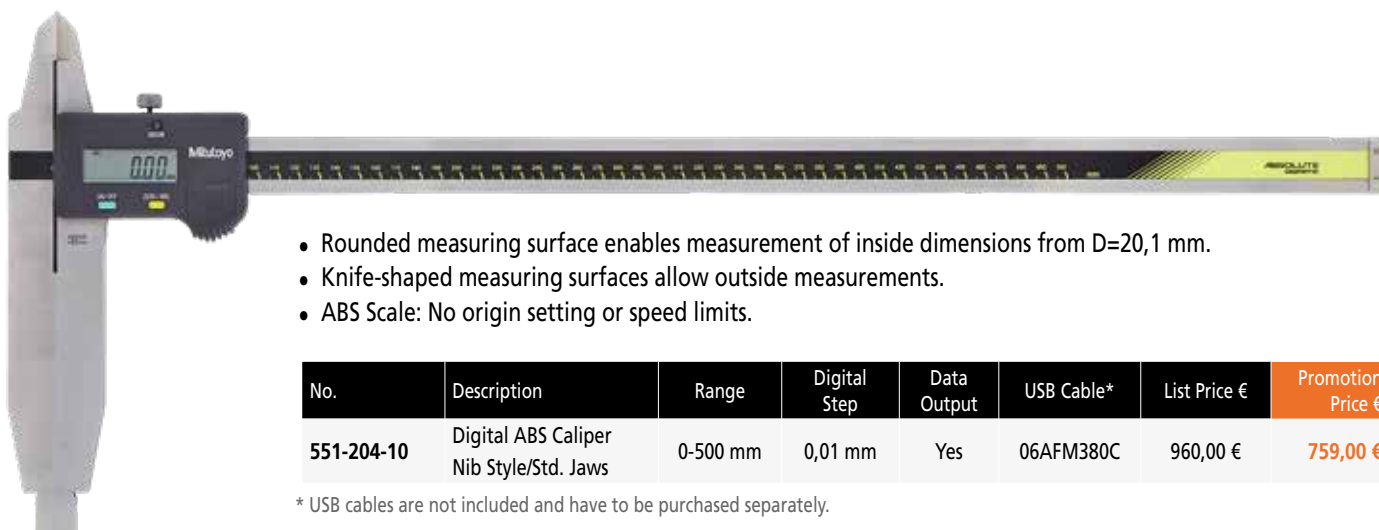 Mitutoyo
0.00
ON/OFF
ABSOLUTE
DIGIMATIC
• Rounded measuring surface enables measurement of inside dimensions from D=20,1 mm.
• Knife-shaped measuring surfaces allow outside measurements.
• ABS Scale: No origin setting or speed limits.
No. Description Range Digital Step Data Output USB Cable* List Price € Promotion Price €
551-204-10 Digital ABS Caliper Nib Style/Std. Jaws 0-500 mm 0,01 mm Yes 06AFM380C 960,00 € 759,00 €
* USB cables are not included and have to be purchased separately.